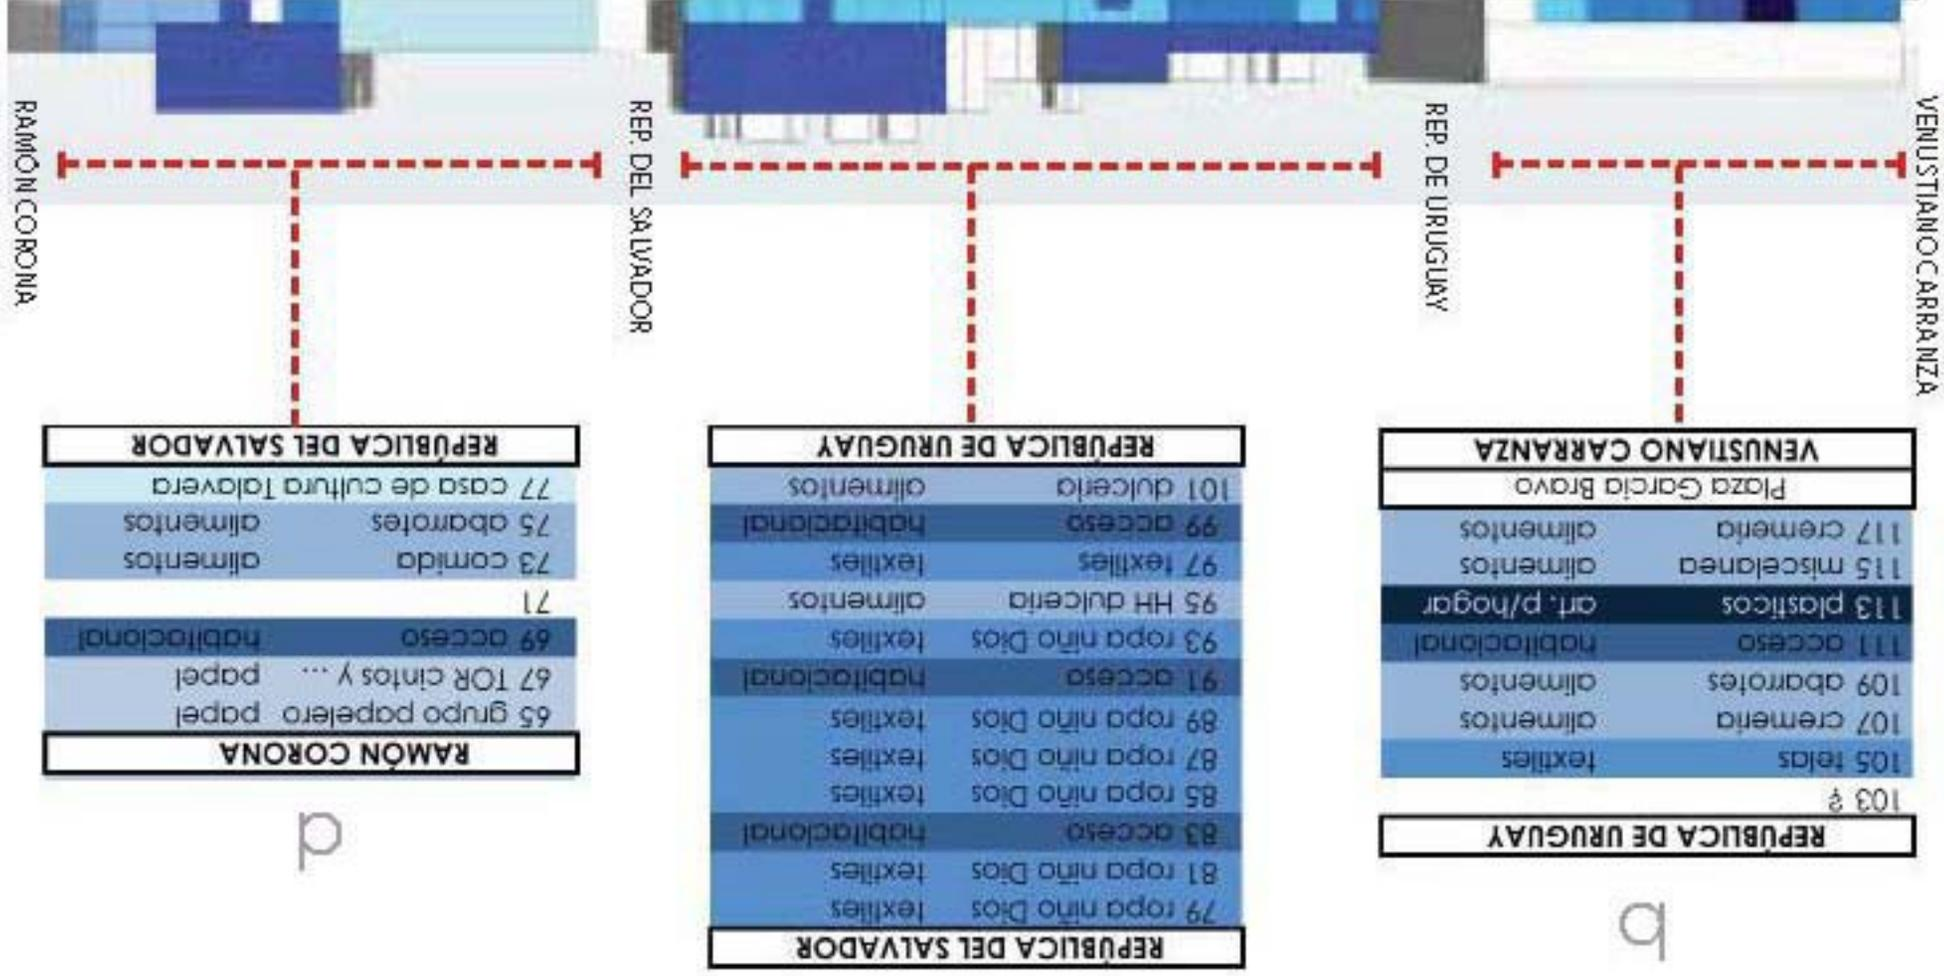 b
REPÚBLICA DE URUGUAY
103 ?
105 telas textiles
107 cremeria alimentos
109 abarrotes alimentos
111 acceso habitacional
113 plasticos art. p/hogar
115 miscelanea alimentos
117 cremeria alimentos
Plaza Garcia Bravo
VENUSTIANO CARRANZA
REPÚBLICA DEL SALVADOR
79 ropa niño Dios textiles
81 ropa niño Dios textiles
83 acceso habitacional
85 ropa niño Dios textiles
87 ropa niño Dios textiles
89 ropa niño Dios textiles
91 acceso habitacional
93 ropa niño Dios textiles
95 HH dulceria alimentos
97 textiles textiles
99 acceso habitacional
101 dulceria alimentos
REPÚBLICA DE URUGUAY
d
RAMÓN CORONA
65 grupo papelero papel
67 TOR cintos y ... papel
69 acceso habitacional
71
73 comida alimentos
75 abarrotes alimentos
77 casa de cultura Talavera
REPÚBLICA DEL SALVADOR
VENUSTIANO CARRANZA
REP. DE URUGUAY
REP. DEL SALVADOR
RAMÓN CORONA